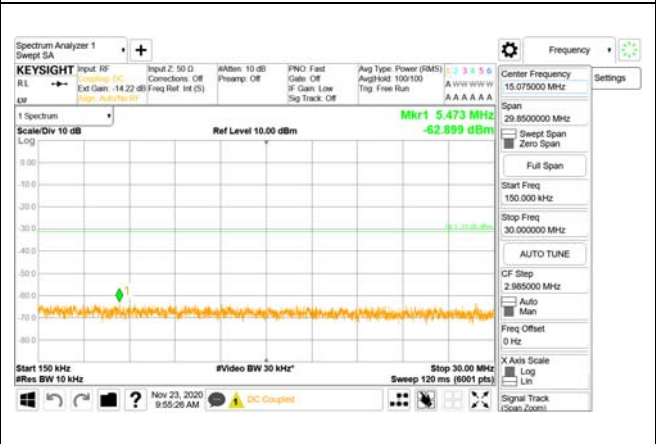 Spectrum Analyzer 1
Swept SA
Frequency
KEYSIGHT
RL
Input: RF
Coupling: DC
Ext Gain: -14.22 dB
Align: Auto/No RF
Input Z: 50 Ω
Corrections: Off
Freq Ref: Int (S)
#Atten: 10 dB
Preamp: Off
PNO: Fast
Gate: Off
IF Gain: Low
Sig Track: Off
Avg Type: Power (RMS)
Avg|Hold: 100/100
Trig: Free Run
1 2 3 4 5 6
A W W W W W
A A A A A A
Center Frequency
15.075000 MHz
Settings
1 Spectrum
Mkr1 5.473 MHz
Scale/Div 10 dB
Ref Level 10.00 dBm
-62.899 dBm
Log
Span
29.8500000 MHz
Swept Span
Zero Span
Full Span
Start Freq
150.000 kHz
Stop Freq
30.000000 MHz
AUTO TUNE
CF Step
2.985000 MHz
Auto
Man
Freq Offset
0 Hz
X Axis Scale
Log
Lin
Signal Track
(Span Zoom)
0.00
-10.0
-20.0
-30.0
-40.0
-50.0
-60.0
-70.0
-80.0
1
Start 150 kHz
#Video BW 30 kHz*
Stop 30.00 MHz
#Res BW 10 kHz
Sweep 120 ms (6001 pts)
?
Nov 23, 2020
9:55:26 AM
1
DC Coupled